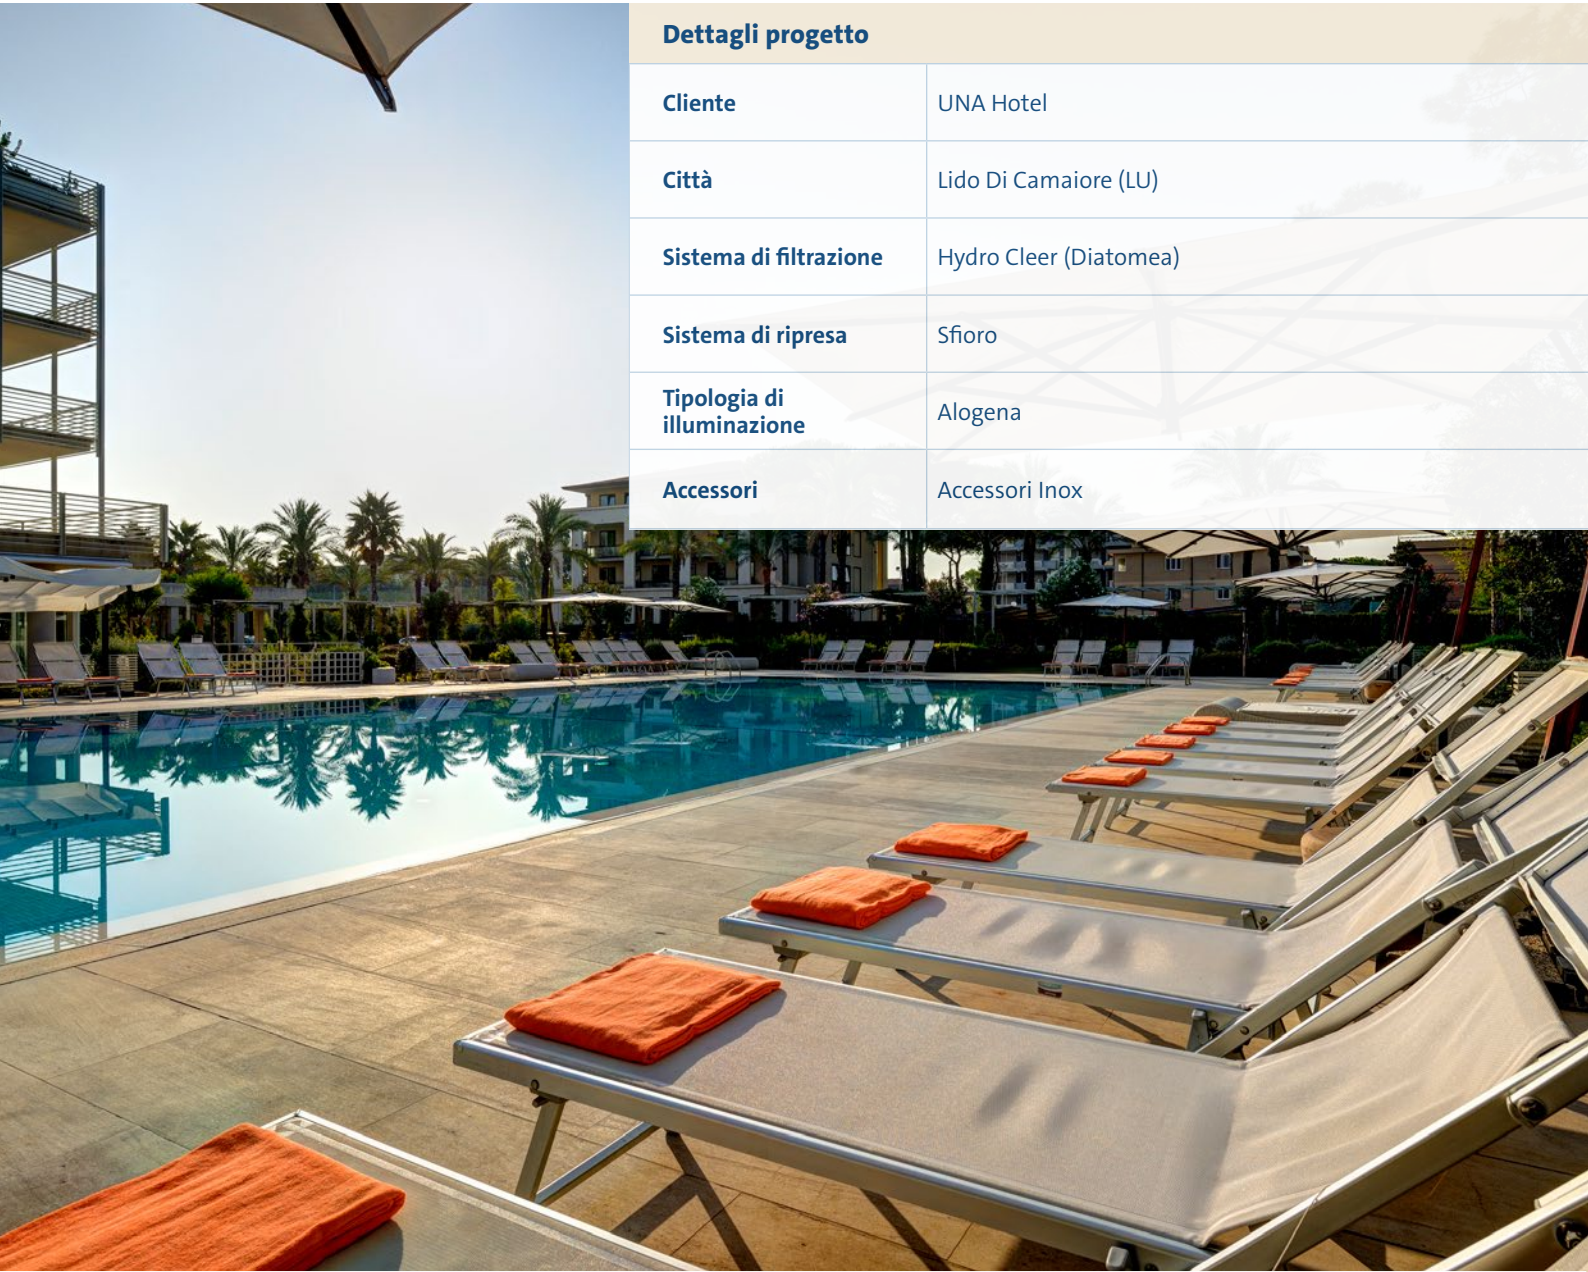 Dettagli progetto
Cliente
UNA Hotel
Città
Lido Di Camaiore (LU)
Sistema di filtrazione
Hydro Cleer (Diatomea)
Sistema di ripresa
Sfioro
Tipologia di
illuminazione
Alogena
Accessori
Accessori Inox